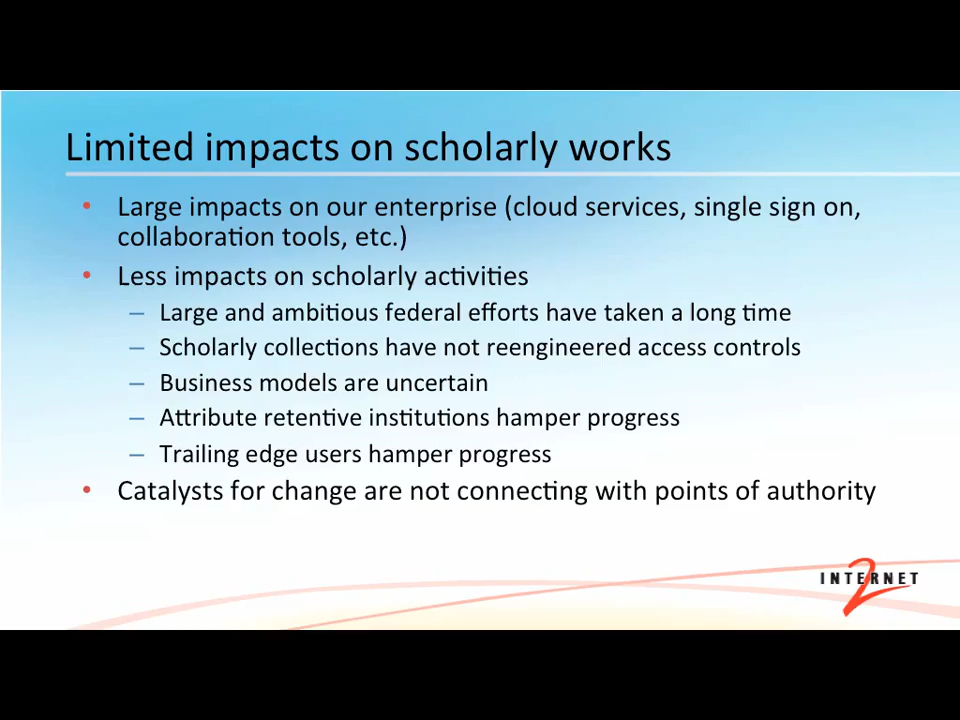 Limited impacts on scholarly works
• Large impacts on our enterprise (cloud services, single sign on,
collaboration tools, etc.)
• Less impacts on scholarly activities
– Large and ambitious federal efforts have taken a long time
– Scholarly collections have not reengineered access controls
– Business models are uncertain
– Attribute retentive institutions hamper progress
– Trailing edge users hamper progress
• Catalysts for change are not connecting with points of authority
INTERNET 2